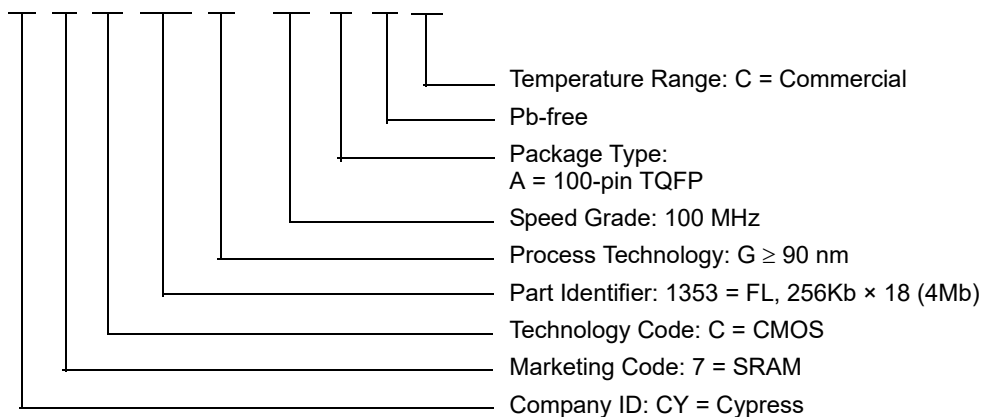 Temperature Range: C = Commercial
Pb-free
Package Type:
A = 100-pin TQFP
Speed Grade: 100 MHz
Process Technology: G ≥ 90 nm
Part Identifier: 1353 = FL, 256Kb × 18 (4Mb)
Technology Code: C = CMOS
Marketing Code: 7 = SRAM
Company ID: CY = Cypress